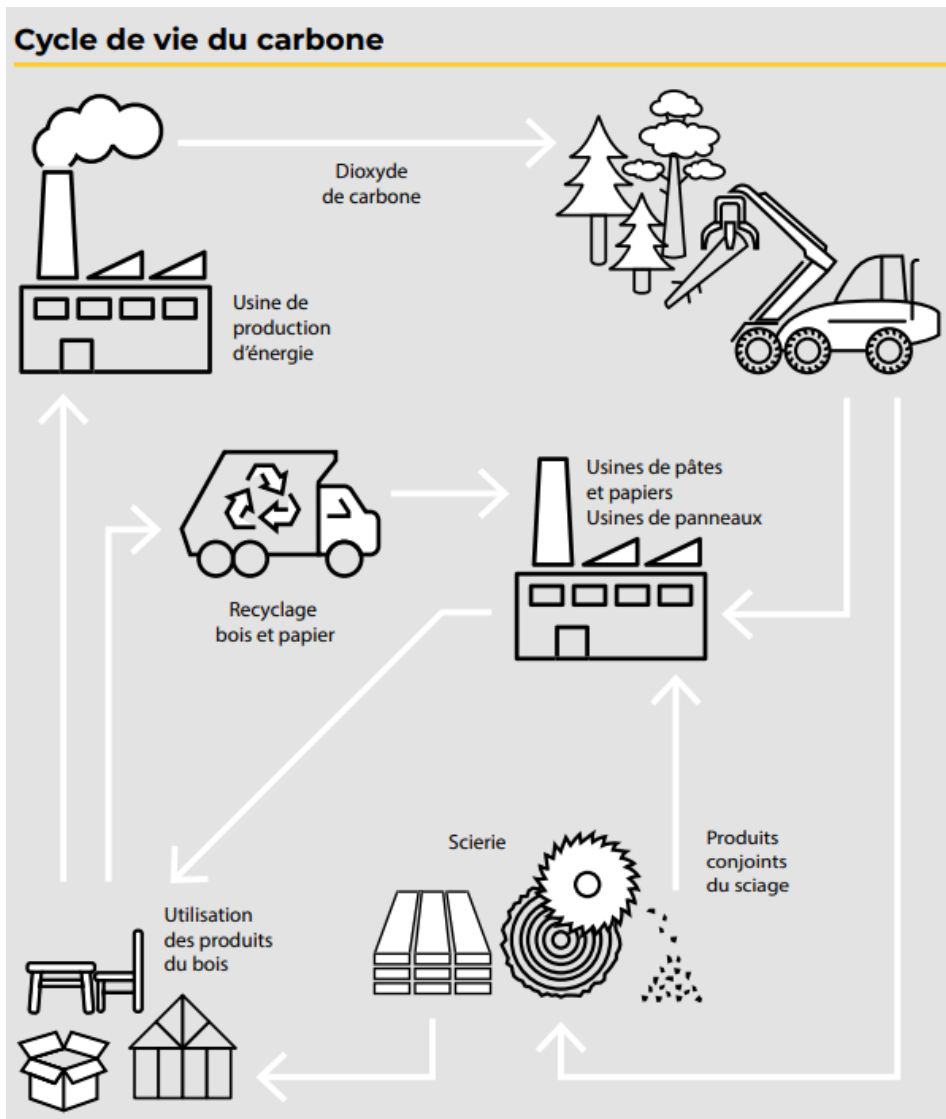 Cycle de vie du carbone
Dioxyde
de carbone
Usine de
production
d’énergie
Usines de pâtes
et papiers
Usines de panneaux
Recyclage
bois et papier
Scierie
Produits
conjoints
du sciage
Utilisation
des produits
du bois